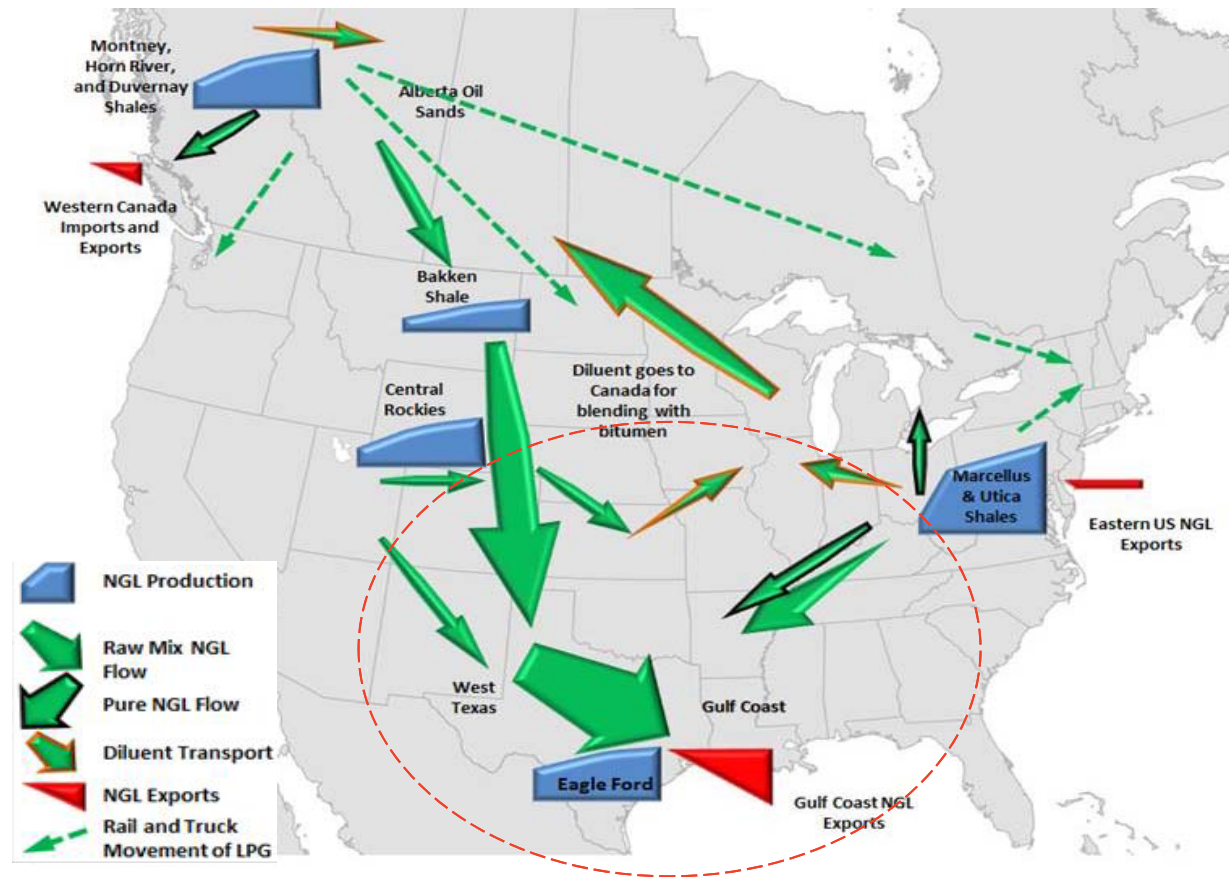 Montney,
Horn River,
and Duvernay
Shales
Alberta Oil
Sands
Western Canada
Imports and
Exports
Bakken
Shale
Central
Rockies
Diluent goes to
Canada for
blending with
bitumen
Marcellus
& Utica
Shales
Eastern US NGL
Exports
NGL Production
Raw Mix NGL
Flow
Pure NGL Flow
Diluent Transport
NGL Exports
Rail and Truck
Movement of LPG
West
Texas
Gulf Coast
Eagle Ford
Gulf Coast NGL
Exports